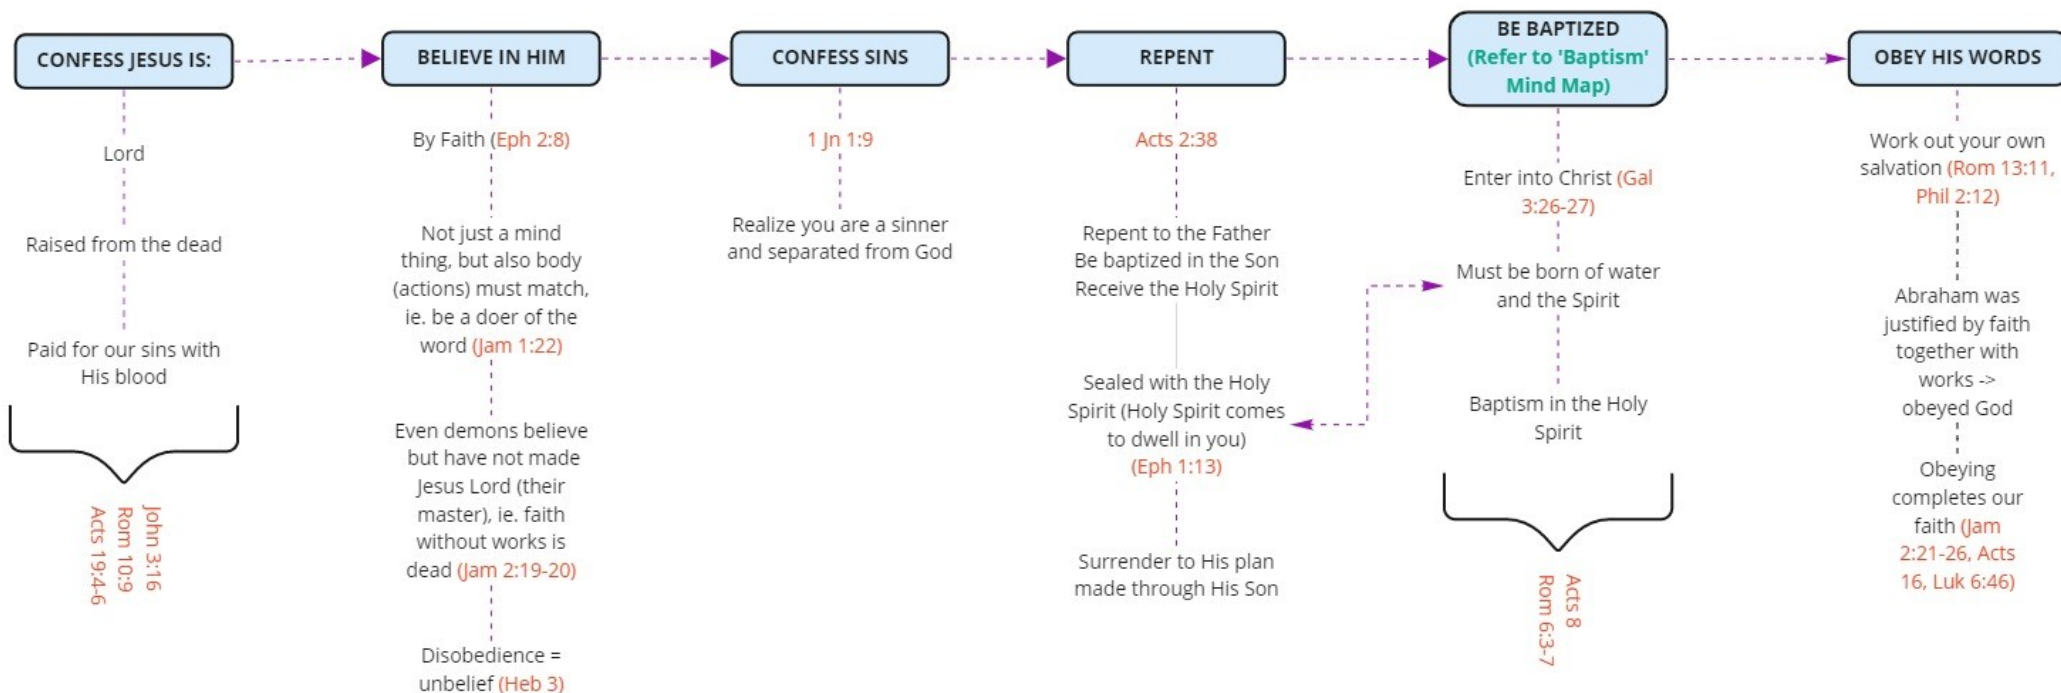 CONFESS JESUS IS:
Lord
Raised from the dead
Paid for our sins with
His blood
John 3:16
Rom 10:9
Acts 19:4-6
BELIEVE IN HIM
By Faith (Eph 2:8)
Not just a mind
thing, but also body
(actions) must match,
ie. be a doer of the
word (Jam 1:22)
Even demons believe
but have not made
Jesus Lord (their
master), ie. faith
without works is
dead (Jam 2:19-20)
Disobedience =
unbelief (Heb 3)
CONFESS SINS
1 Jn 1:9
Realize you are a sinner
and separated from God
REPENT
Acts 2:38
Repent to the Father
Be baptized in the Son
Receive the Holy Spirit
Sealed with the Holy
Spirit (Holy Spirit comes
to dwell in you)
(Eph 1:13)
Surrender to His plan
made through His Son
BE BAPTIZED
(Refer to 'Baptism'
Mind Map)
Enter into Christ (Gal
3:26-27)
Must be born of water
and the Spirit
Baptism in the Holy
Spirit
Acts 8
Rom 6:3-7
OBEY HIS WORDS
Work out your own
salvation (Rom 13:11,
Phil 2:12)
Abraham was
justified by faith
together with
works ->
obeyed God
Obeying
completes our
faith (Jam
2:21-26, Acts
16, Luk 6:46)